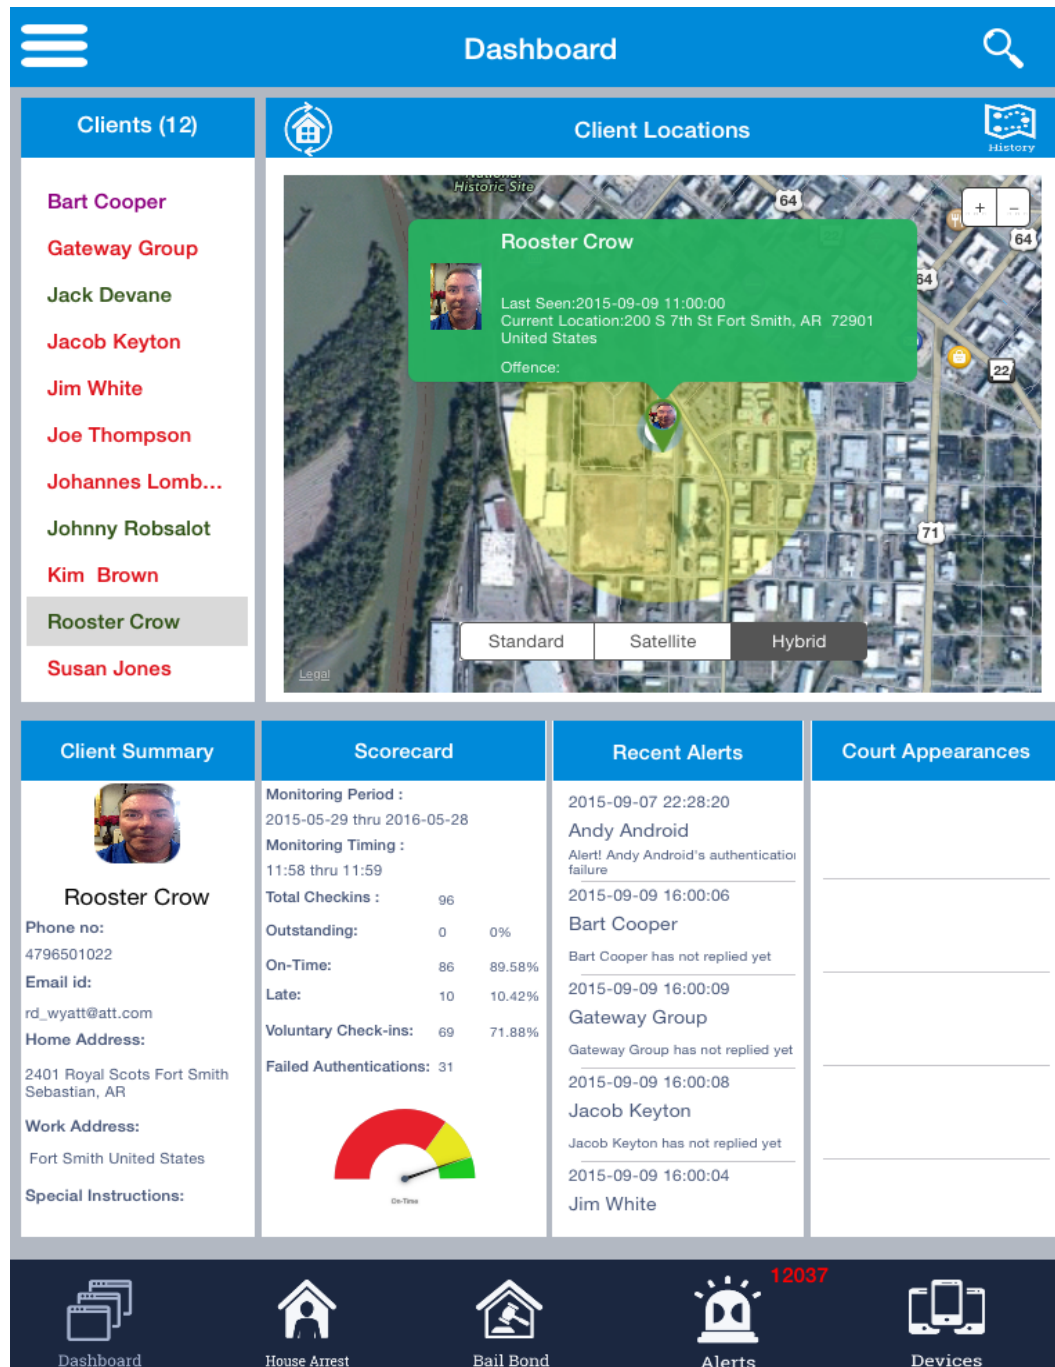 Dashboard
Clients (12)
Bart Cooper
Gateway Group
Jack Devane
Jacob Keyton
Jim White
Joe Thompson
Johannes Lomb...
Johnny Robsalot
Kim Brown
Rooster Crow
Susan Jones
Client Locations
History
National
Historic Site
64
+ −
64
64
22
71
Rooster Crow
Last Seen:2015-09-09 11:00:00
Current Location:200 S 7th St Fort Smith, AR 72901
United States
Offence:
Standard Satellite Hybrid
Legal
Client Summary
Rooster Crow
Phone no:
4796501022
Email id:
rd_wyatt@att.com
Home Address:
2401 Royal Scots Fort Smith
Sebastian, AR
Work Address:
Fort Smith United States
Special Instructions:
Scorecard
Monitoring Period :
2015-05-29 thru 2016-05-28
Monitoring Timing :
11:58 thru 11:59
Total Checkins : 96
Outstanding: 0 0%
On-Time: 86 89.58%
Late: 10 10.42%
Voluntary Check-ins: 69 71.88%
Failed Authentications: 31
On-Time
Recent Alerts
2015-09-07 22:28:20
Andy Android
Alert! Andy Android's authentication
failure
2015-09-09 16:00:06
Bart Cooper
Bart Cooper has not replied yet
2015-09-09 16:00:09
Gateway Group
Gateway Group has not replied yet
2015-09-09 16:00:08
Jacob Keyton
Jacob Keyton has not replied yet
2015-09-09 16:00:04
Jim White
Court Appearances
12037
Dashboard
House Arrest
Bail Bond
Alerts
Devices